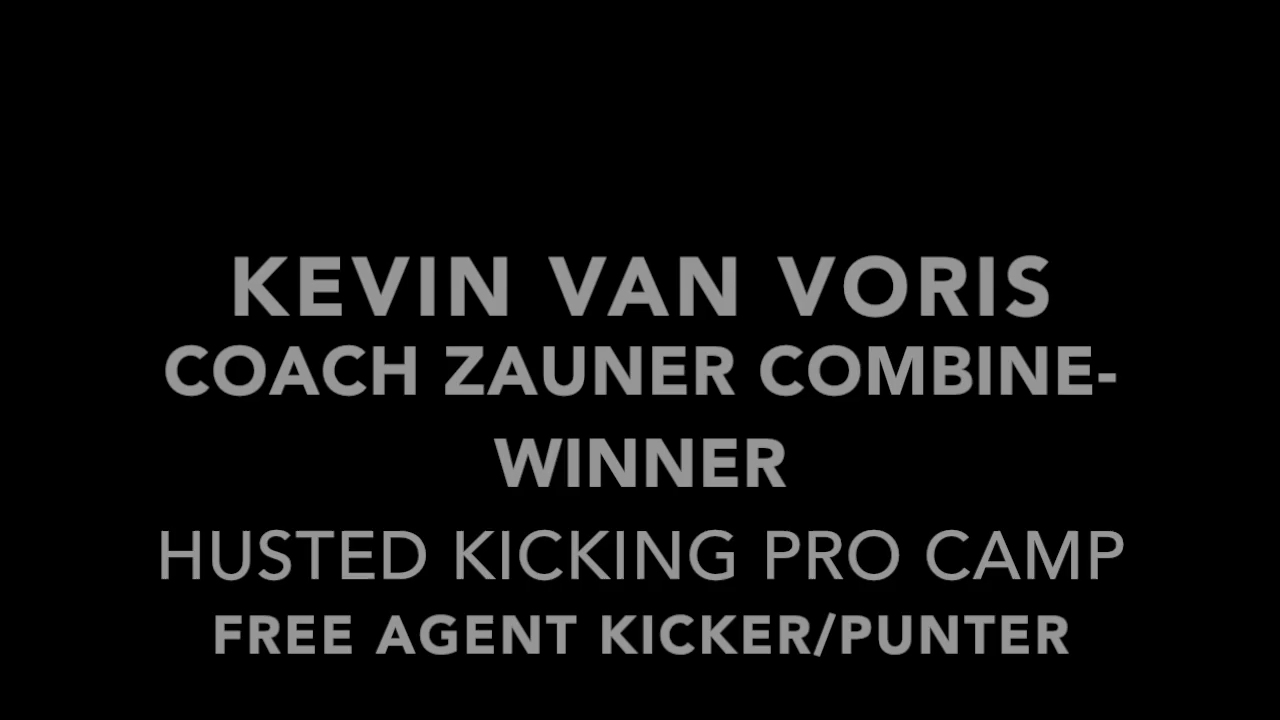 KEVIN VAN VORIS
COACH ZAUNER COMBINE-
WINNER
HUSTED KICKING PRO CAMP
FREE AGENT KICKER/PUNTER